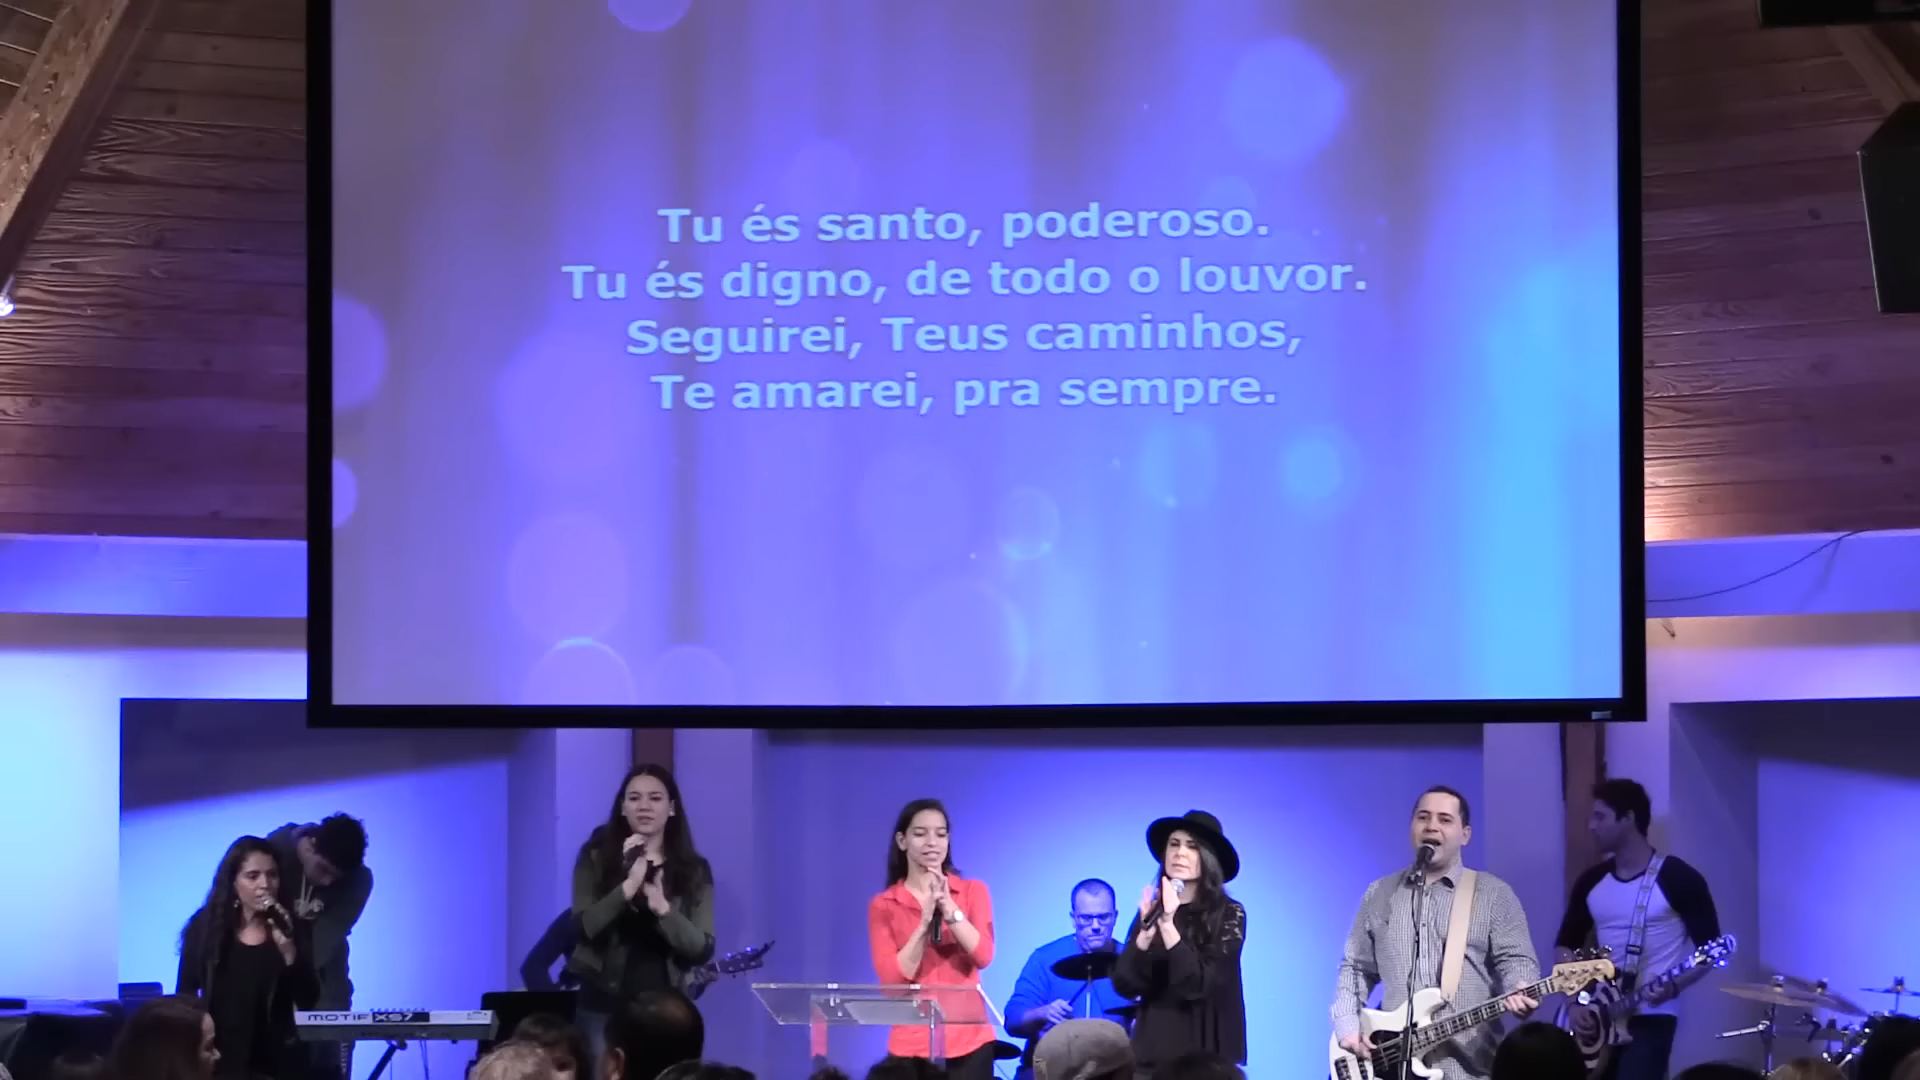 Tu és santo, poderoso.
Tu és digno, de todo o louvor.
Seguirei, Teus caminhos,
Te amarei, pra sempre.
MOTIF XS7